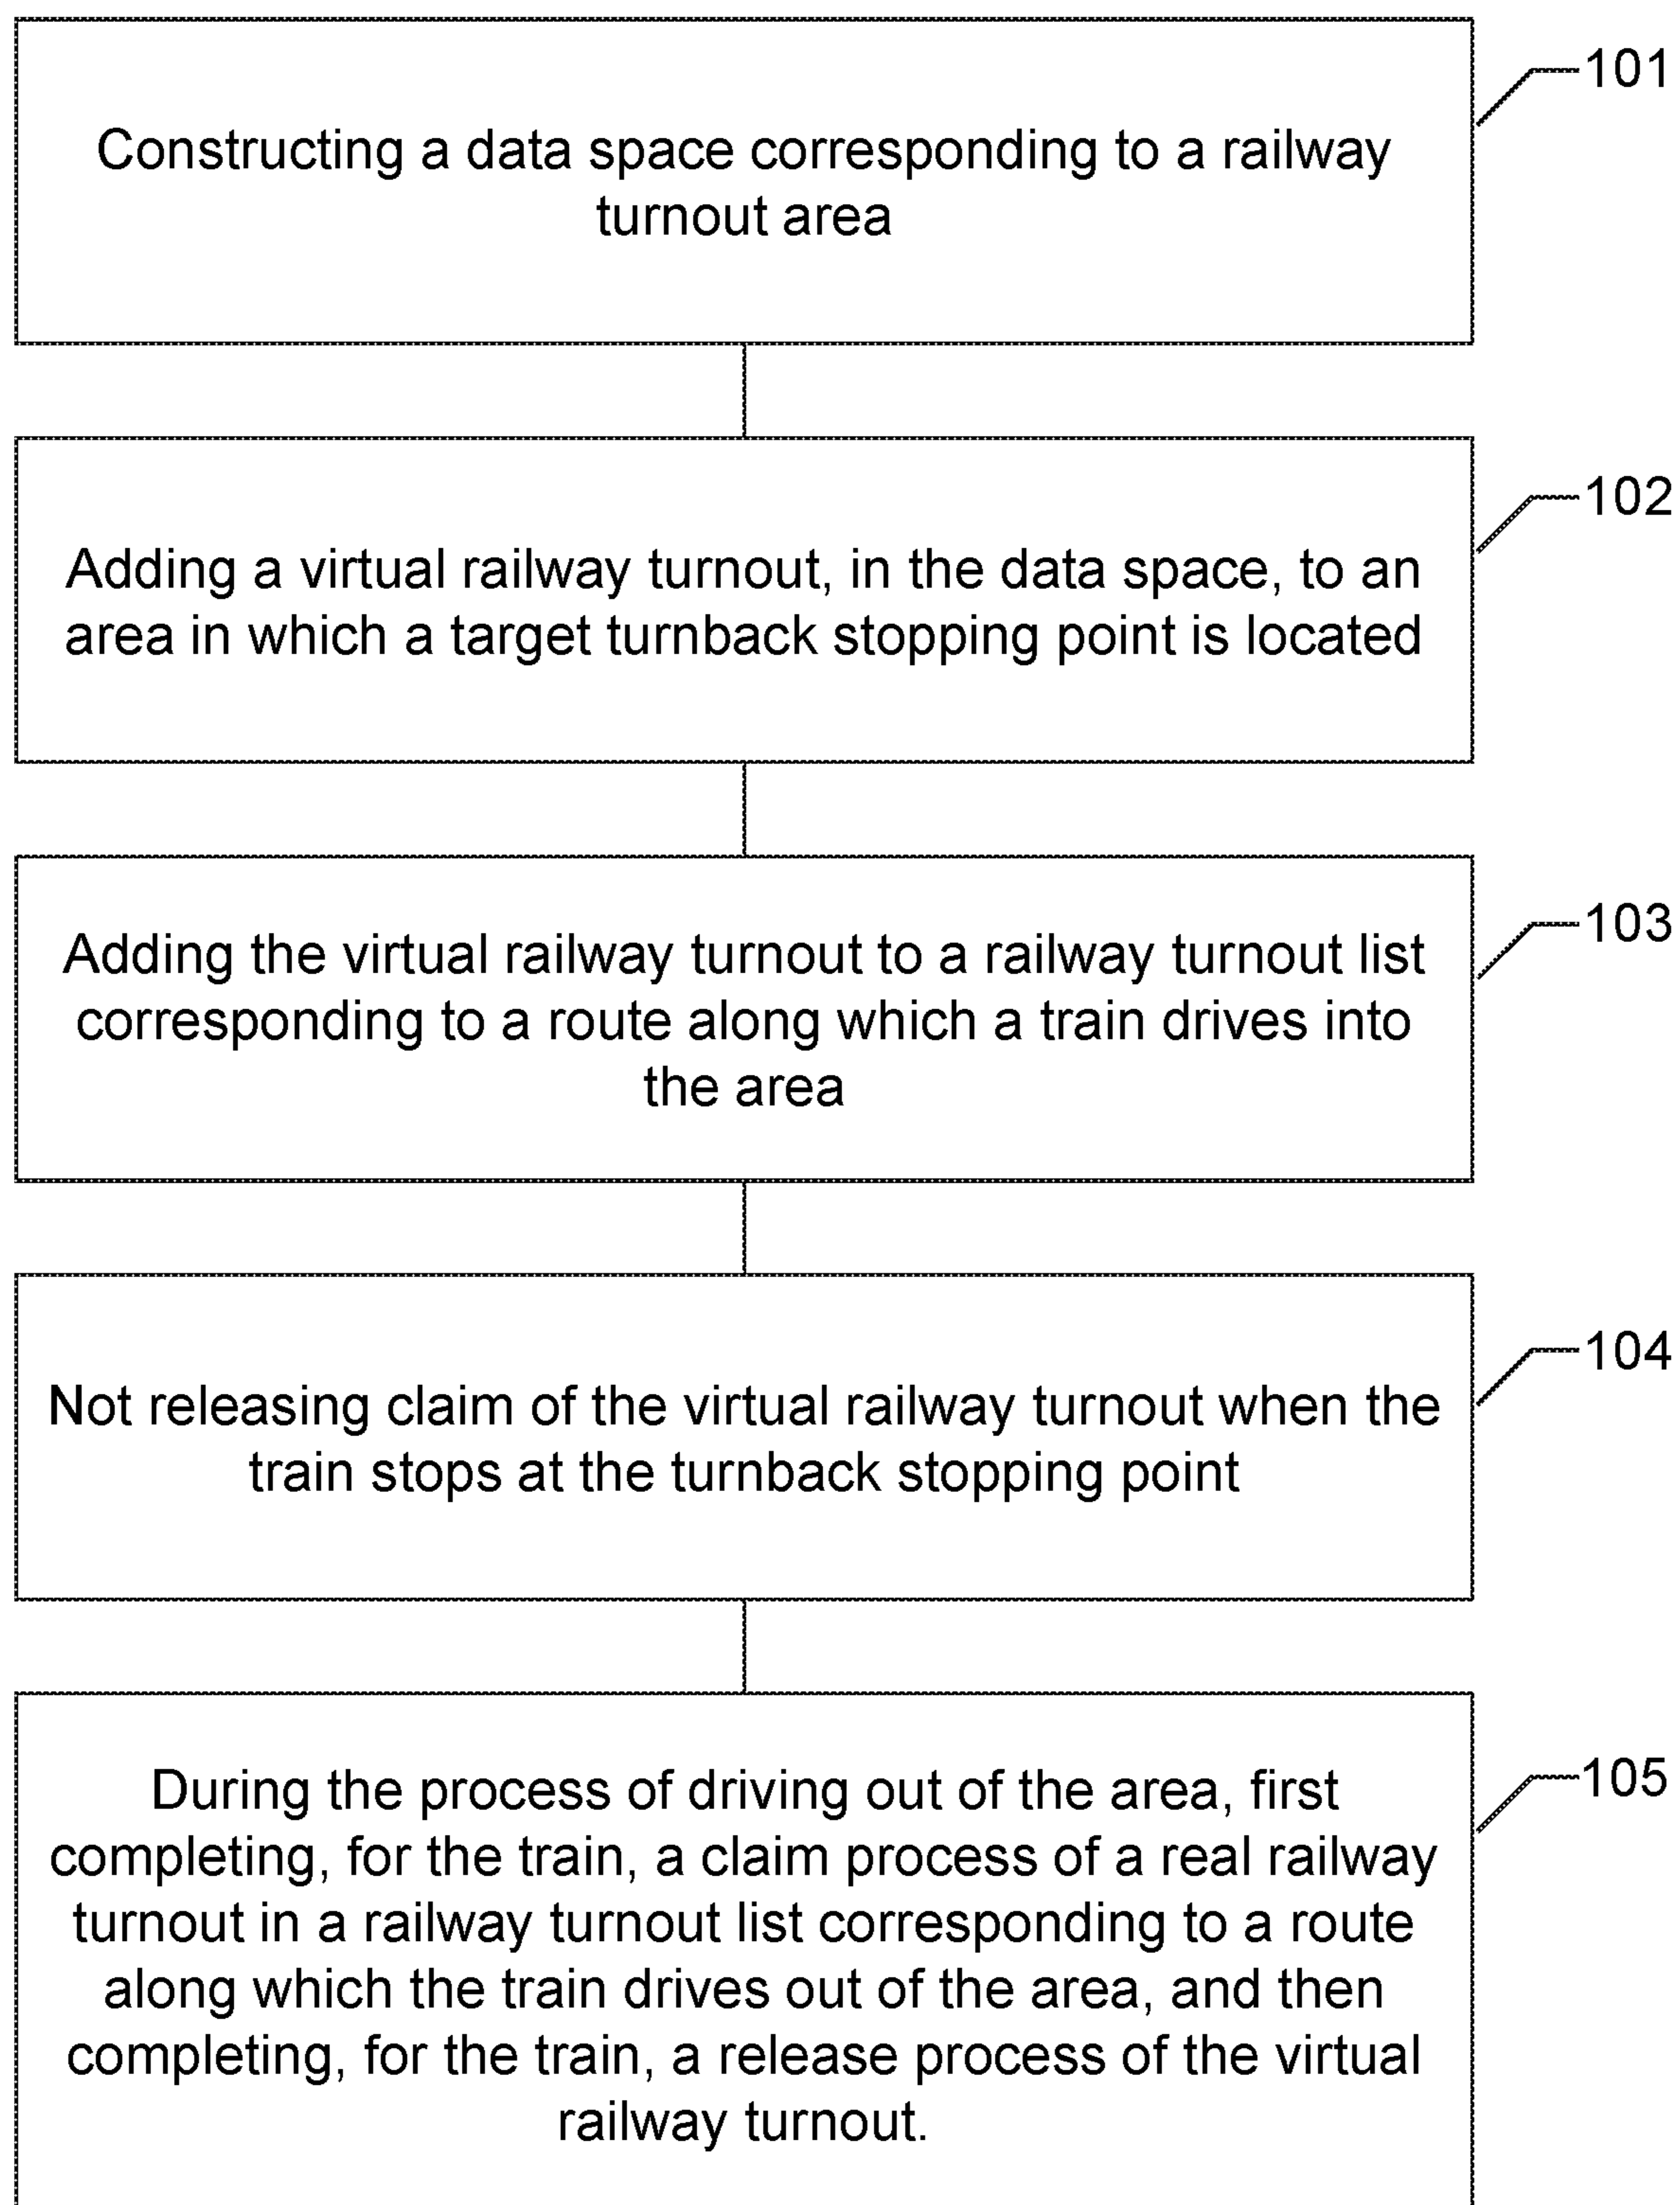 Constructing a data space corresponding to a railway
turnout area
101
Adding a virtual railway turnout, in the data space, to an
area in which a target turnback stopping point is located
102
Adding the virtual railway turnout to a railway turnout list
corresponding to a route along which a train drives into
the area
103
Not releasing claim of the virtual railway turnout when the
train stops at the turnback stopping point
104
During the process of driving out of the area, first
completing, for the train, a claim process of a real railway
turnout in a railway turnout list corresponding to a route
along which the train drives out of the area, and then
completing, for the train, a release process of the virtual
railway turnout.
105